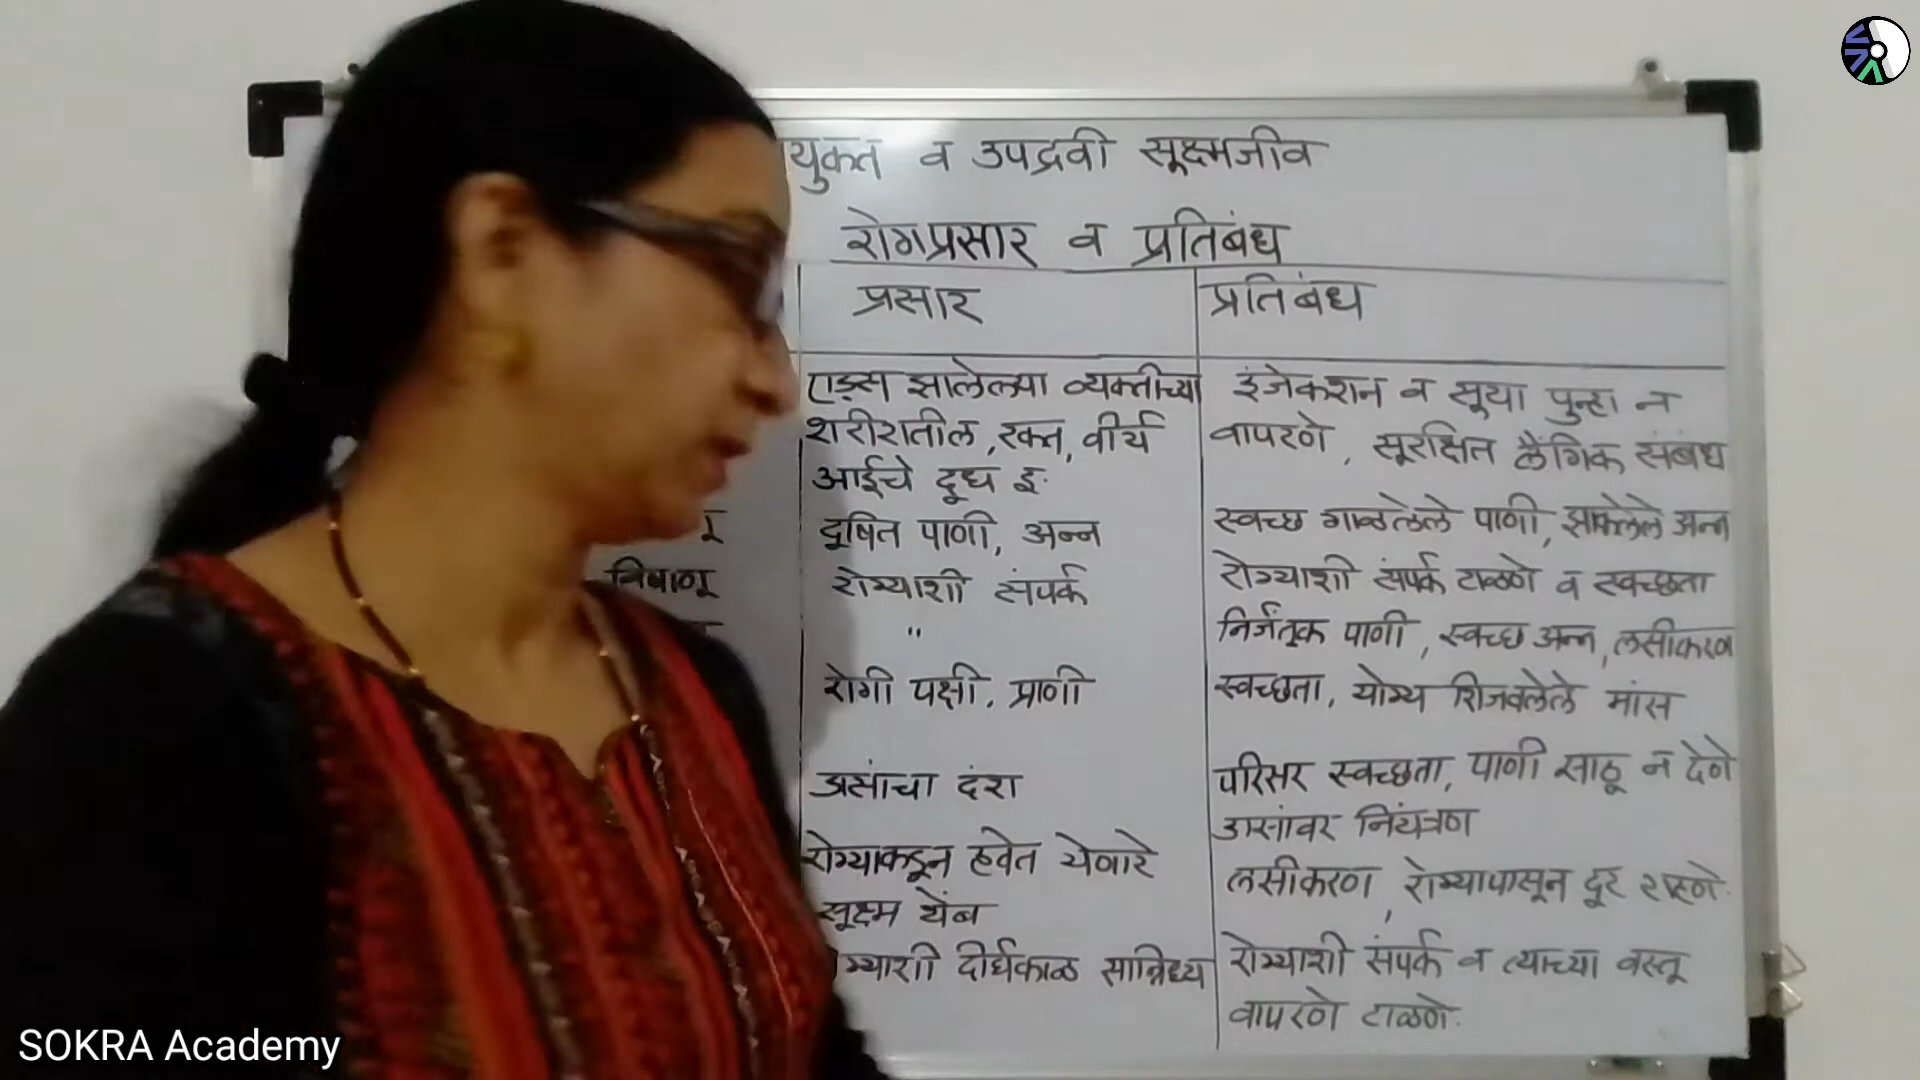 युक्त व उपद्रवी सूक्ष्मजीव
रोगप्रसार व प्रतिबंध
प्रसार
प्रतिबंध
एड्स झालेल्या व्यक्तीच्या
शरीरातील, रक्त, वीर्य
आईचे दूध इ.
इंजेक्शन व सूया पुन्हा न
वापरणे, सूरक्षित लैंगिक संबंध
दूषित पाणी, अन्न
स्वच्छ गाळलेले पाणी, झाकलेले अन्न
विषाणू
रोग्याशी संपर्क
रोग्याशी संपर्क टाळणे व स्वच्छता
"
निर्जंतूक पाणी, स्वच्छ अन्न, लसीकरण
रोगी पक्षी, प्राणी
स्वच्छता, योग्य शिजवलेले मांस
डासांचा दंश
परिसर स्वच्छता, पाणी साठू न देणे
डासांवर नियंत्रण
रोग्याकडून हवेत येणारे
सूक्ष्म थेंब
लसीकरण, रोग्यापासून दूर राहणे.
ग्याशी दीर्घकाळ सान्निध्य
रोग्याशी संपर्क व त्याच्या वस्तू
वापरणे टाळणे.
SOKRA Academy